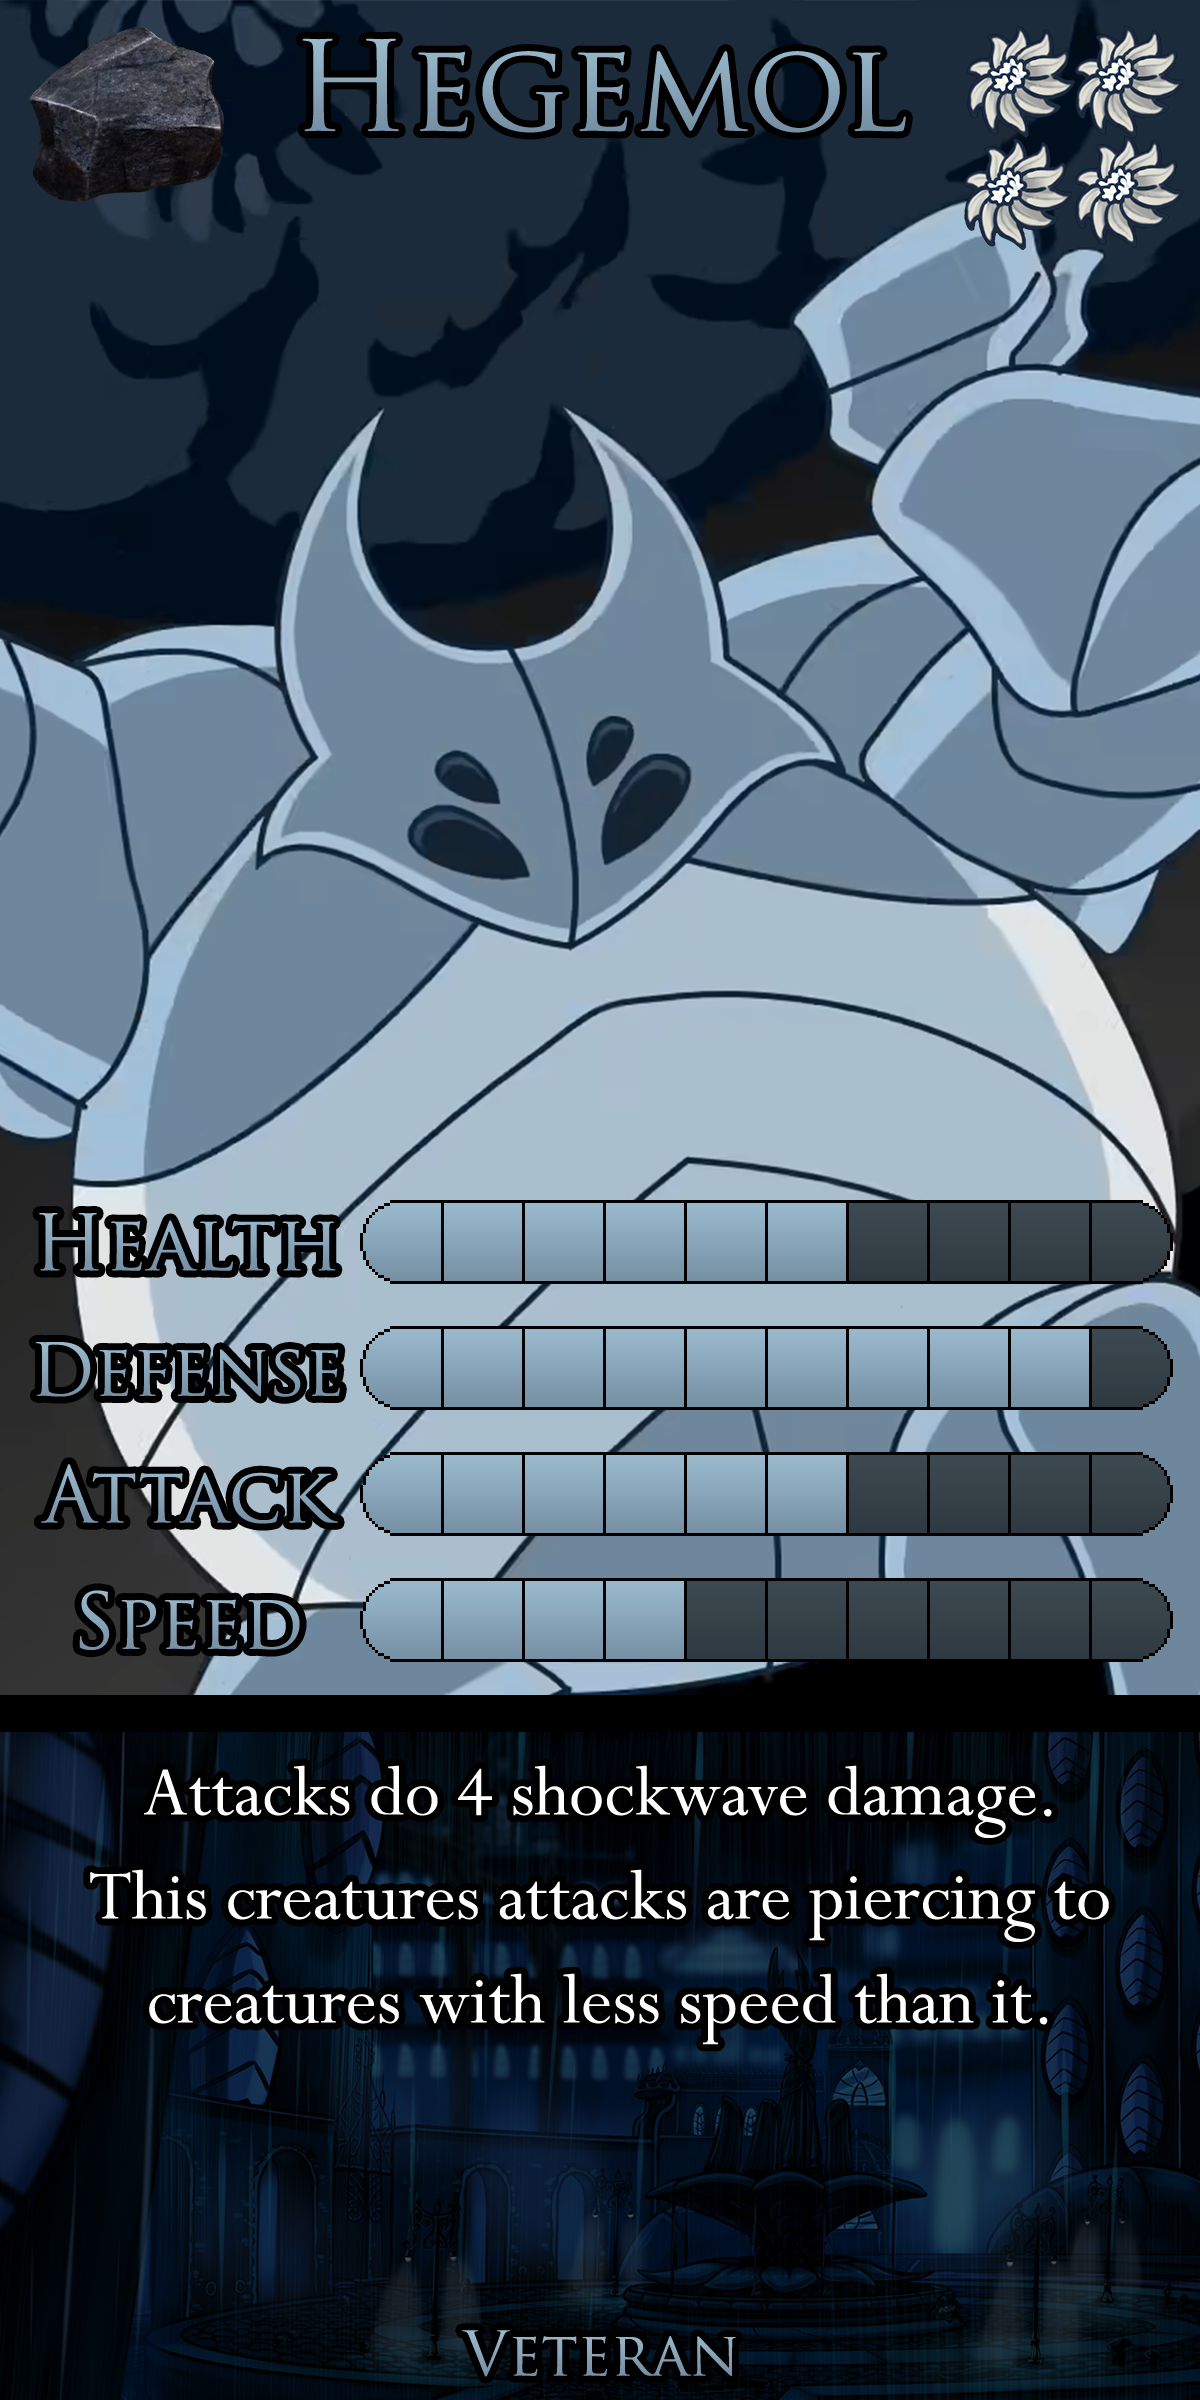 Hegemol
Health
Defense
Attack
Speed
Attacks do 4 shockwave damage.
This creatures attacks are piercing to
creatures with less speed than it.
Veteran